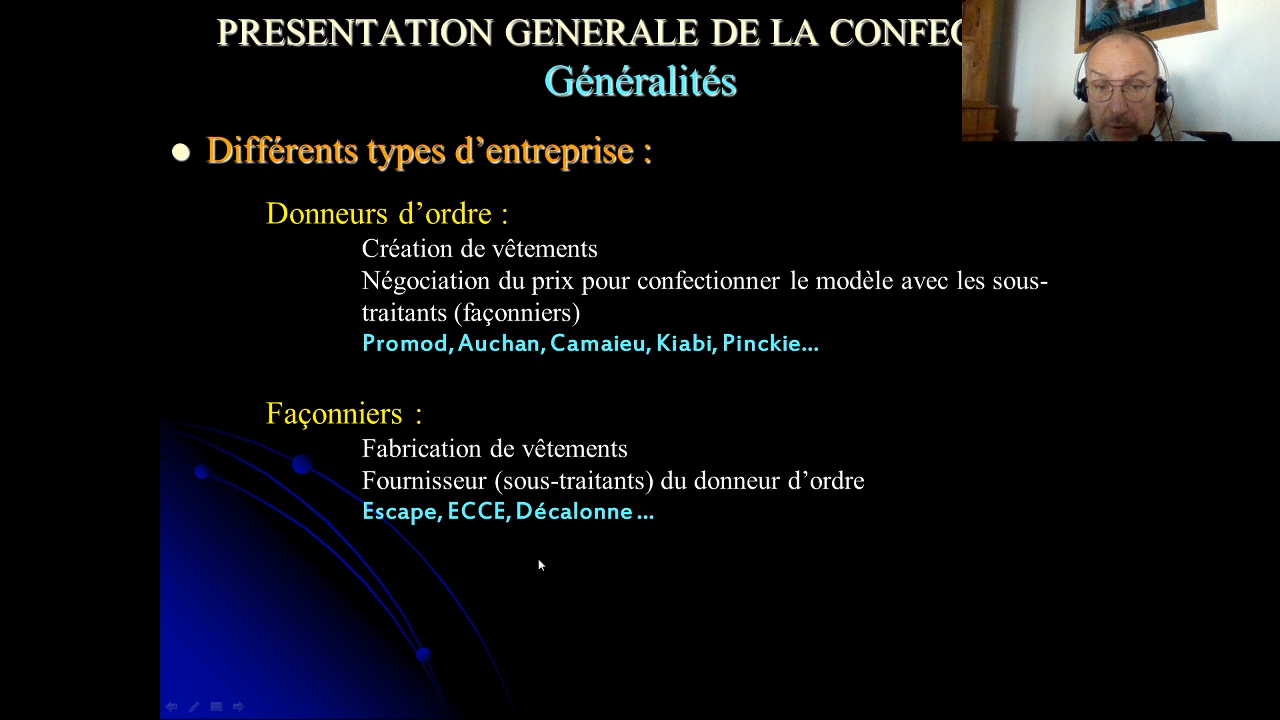 PRESENTATION GENERALE DE LA CONFEC
Généralités
Différents types d’entreprise :
Donneurs d’ordre :
Création de vêtements
Négociation du prix pour confectionner le modèle avec les sous-
traitants (façonniers)
Promod, Auchan, Camaieu, Kiabi, Pinckie...
Façonniers :
Fabrication de vêtements
Fournisseur (sous-traitants) du donneur d’ordre
Escape, ECCE, Décalonne ...